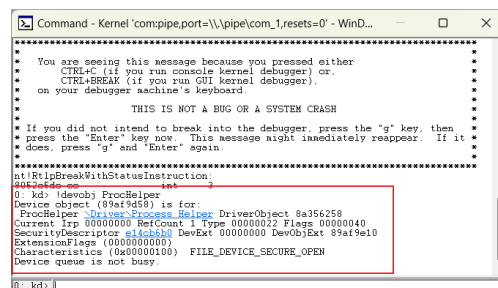 Command - Kernel 'com:pipe,port=\\.\pipe\com_1,resets=0' - WinD...
*******************************************************************************
* *
* You are seeing this message because you pressed either *
* CTRL+C (if you run console kernel debugger) or, *
* CTRL+BREAK (if you run GUI kernel debugger), *
* on your debugger machine's keyboard. *
* *
* THIS IS NOT A BUG OR A SYSTEM CRASH *
* *
* If you did not intend to break into the debugger, press the "g" key, then *
* press the "Enter" key now. This message might immediately reappear. If it *
* does, press "g" and "Enter" again. *
* *
*******************************************************************************
nt!RtlpBreakWithStatusInstruction:
int 3
0: kd> !devobj ProcHelper
Device object (89af9d58) is for:
ProcHelper \Driver\Process Helper DriverObject 8a356258
Current Irp 00000000 RefCount 1 Type 00000022 Flags 00000040
SecurityDescriptor e14cb6b0 DevExt 00000000 DevObjExt 89af9e10
ExtensionFlags (0000000000)
Characteristics (0x00000100) FILE_DEVICE_SECURE_OPEN
Device queue is not busy.
0: kd>